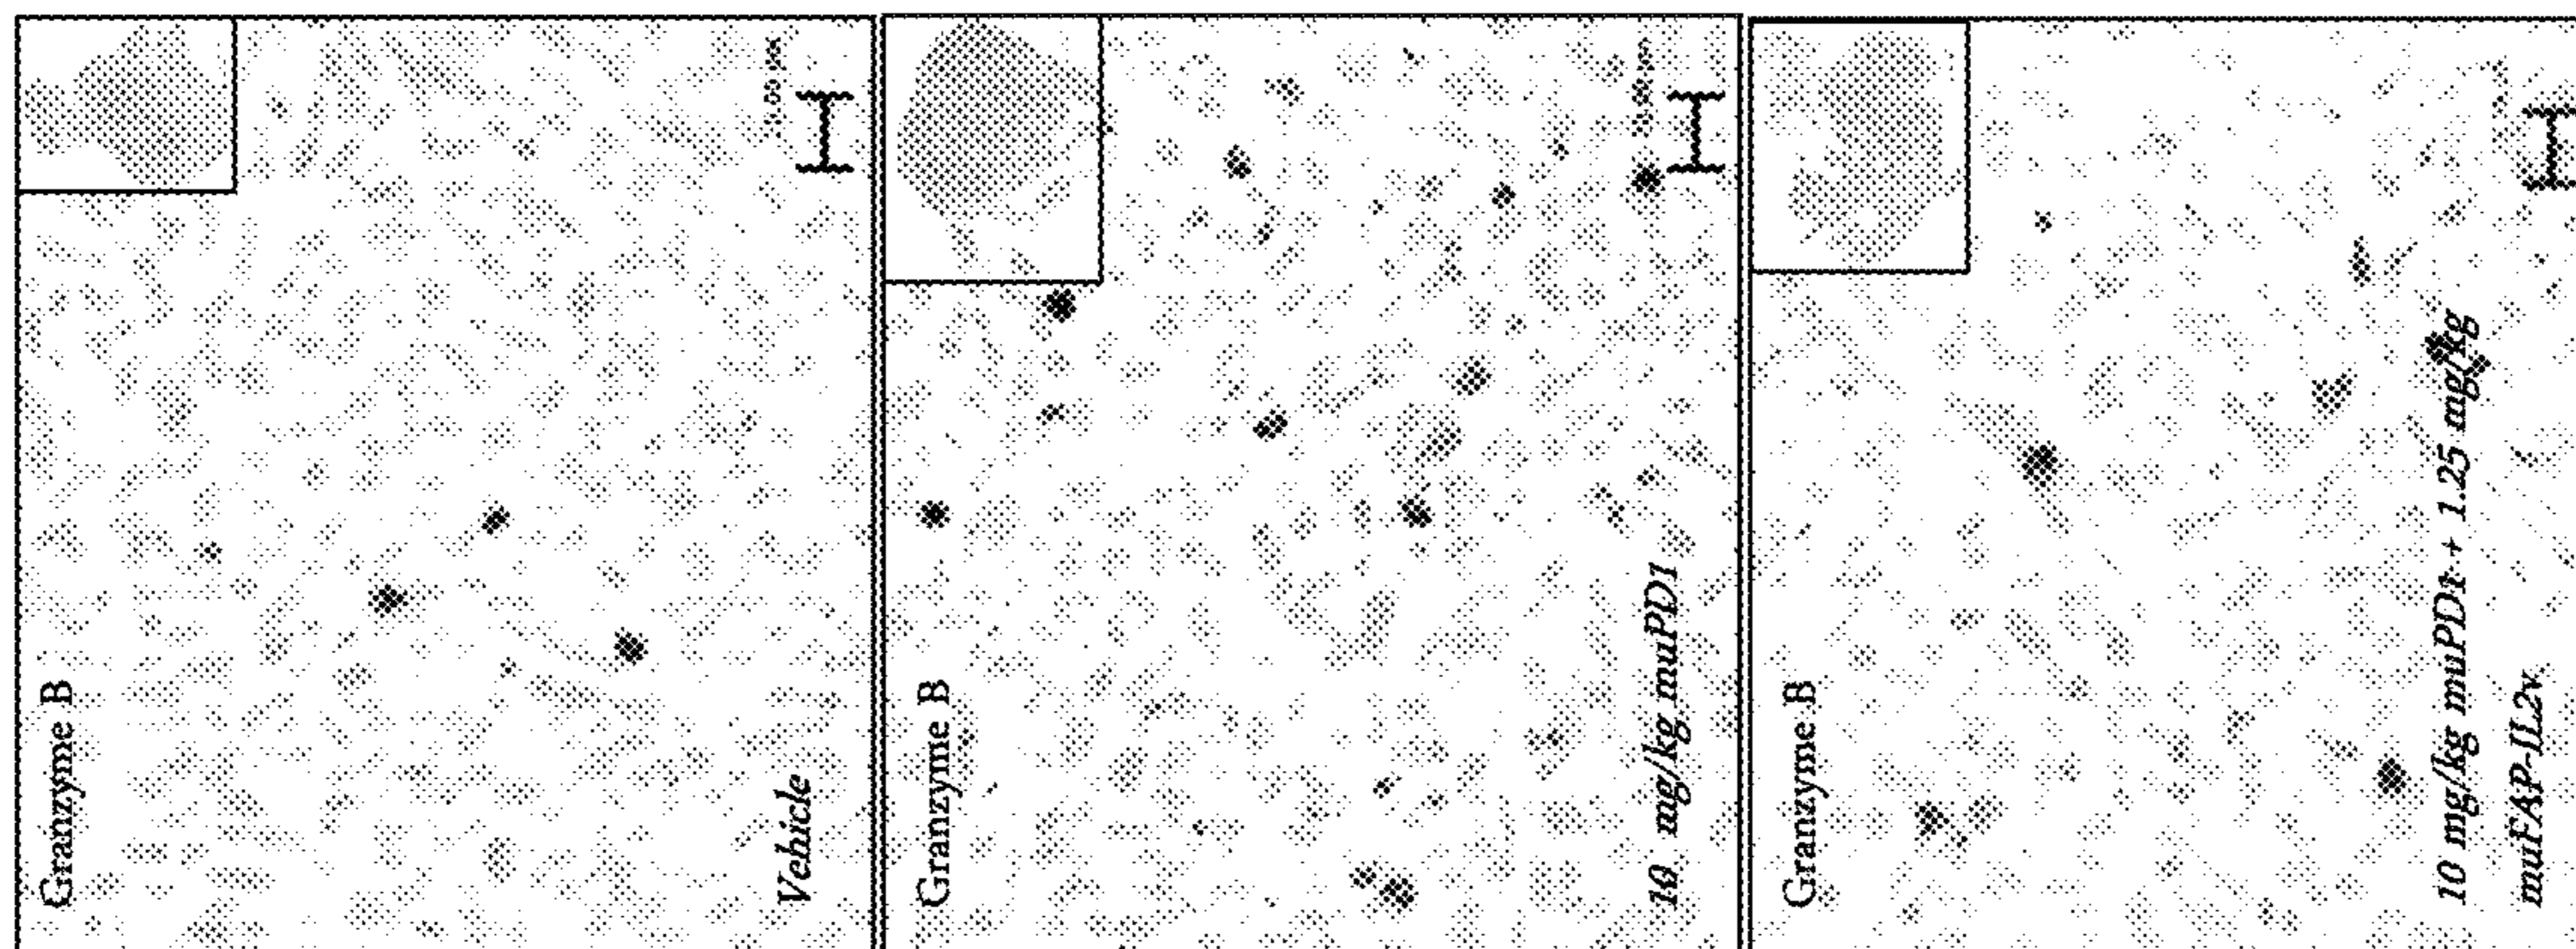 Granzyme B
Vehicle
Granzyme B
10 mg/kg muPD1
Granzyme B
10 mg/kg muPD1 + 1.25 mg/kg
muFAP-IL2v